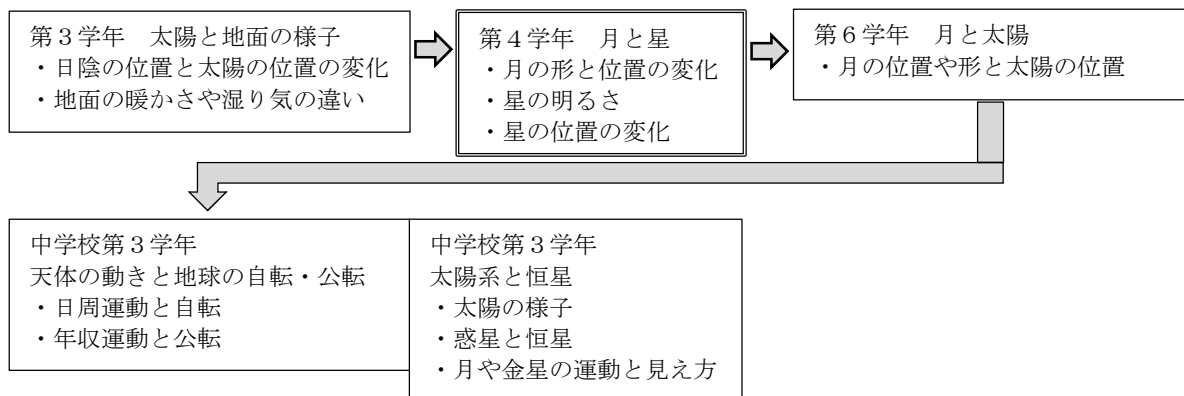 第３学年　太陽と地面の様子
・日陰の位置と太陽の位置の変化
・地面の暖かさや湿り気の違い
第４学年　月と星
・月の形と位置の変化
・星の明るさ
・星の位置の変化
第６学年　月と太陽
・月の位置や形と太陽の位置
中学校第３学年
天体の動きと地球の自転・公転
・日周運動と自転
・年収運動と公転
中学校第３学年
太陽系と恒星
・太陽の様子
・惑星と恒星
・月や金星の運動と見え方